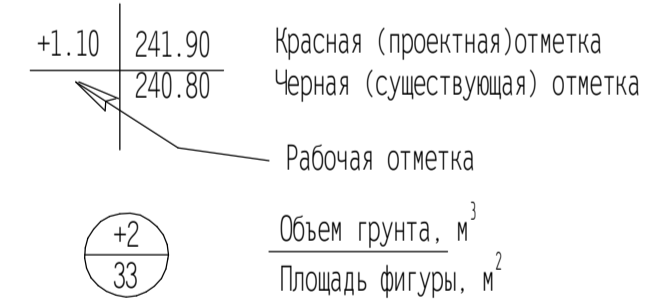 +1.10 241.90 Красная (проектная)отметка
240.80 Черная (существующая) отметка
Рабочая отметка
+2 Объем грунта, м³
33 Площадь фигуры, м²